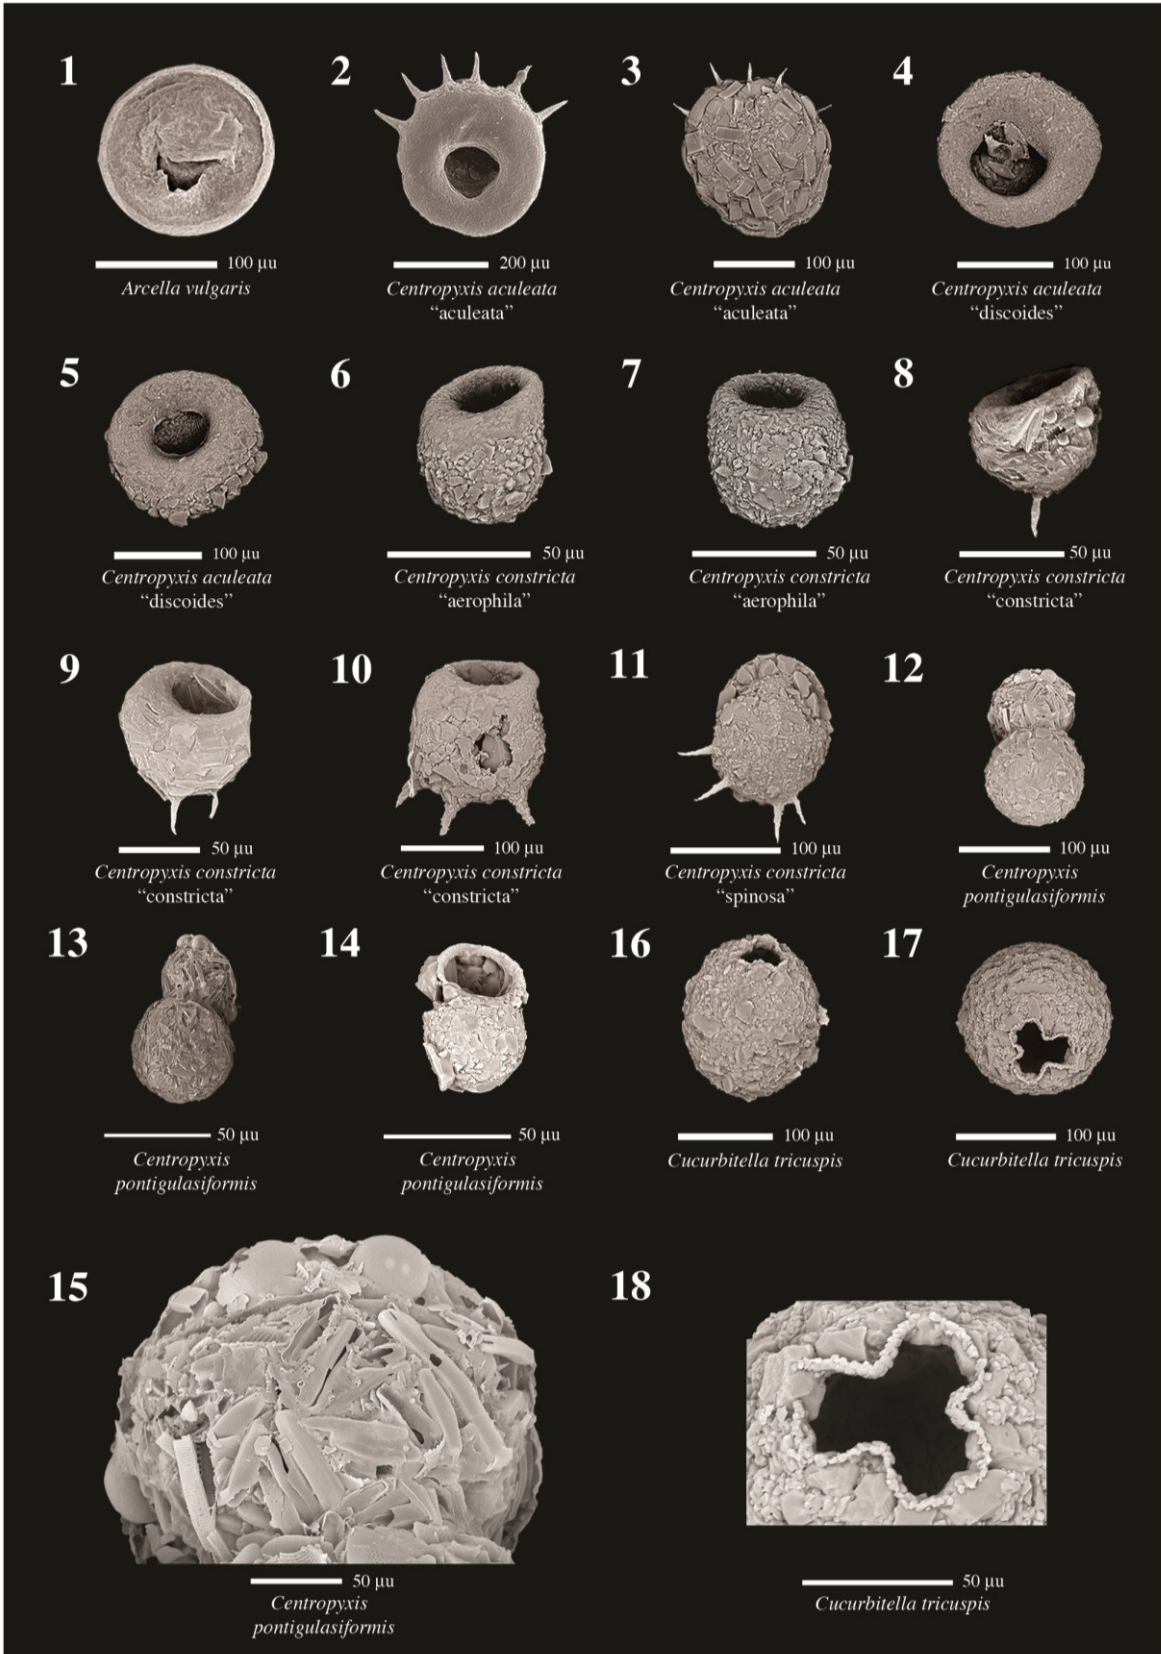 1
2
3
4
100 µu
200 µu
100 µu
100 µu
Arcella vulgaris
Centropyxis aculeata
“aculeata”
Centropyxis aculeata
“aculeata”
Centropyxis aculeata
“discoides”
5
6
7
8
100 µu
50 µu
50 µu
50 µu
Centropyxis aculeata
“discoides”
Centropyxis constricta
“aerophila”
Centropyxis constricta
“aerophila”
Centropyxis constricta
“constricta”
9
10
11
12
50 µu
100 µu
100 µu
100 µu
Centropyxis constricta
“constricta”
Centropyxis constricta
“constricta”
Centropyxis constricta
“spinosa”
Centropyxis
pontigulasiformis
13
14
16
17
50 µu
50 µu
100 µu
100 µu
Centropyxis
pontigulasiformis
Centropyxis
pontigulasiformis
Cucurbitella tricuspis
Cucurbitella tricuspis
15
18
50 µu
50 µu
Centropyxis
pontigulasiformis
Cucurbitella tricuspis